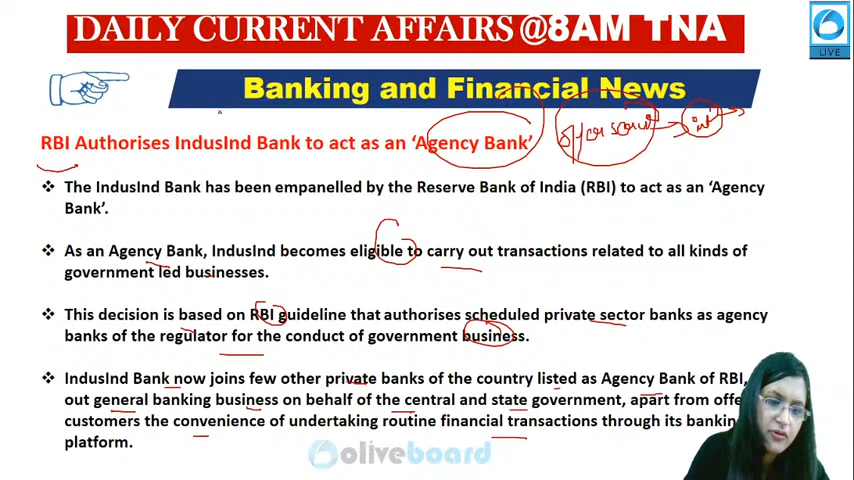 DAILY CURRENT AFFAIRS @8AM TNA
LIVE
Banking and Financial News
RBI Authorises IndusInd Bank to act as an ‘Agency Bank’
❖ The IndusInd Bank has been empanelled by the Reserve Bank of India (RBI) to act as an ‘Agency
Bank’.
❖ As an Agency Bank, IndusInd becomes eligible to carry out transactions related to all kinds of
government led businesses.
❖ This decision is based on RBI guideline that authorises scheduled private sector banks as agency
banks of the regulator for the conduct of government business.
❖ IndusInd Bank now joins few other private banks of the country listed as Agency Bank of RBI,
out general banking business on behalf of the central and state government, apart from offe
customers the convenience of undertaking routine financial transactions through its bankin
platform.
oliveboard